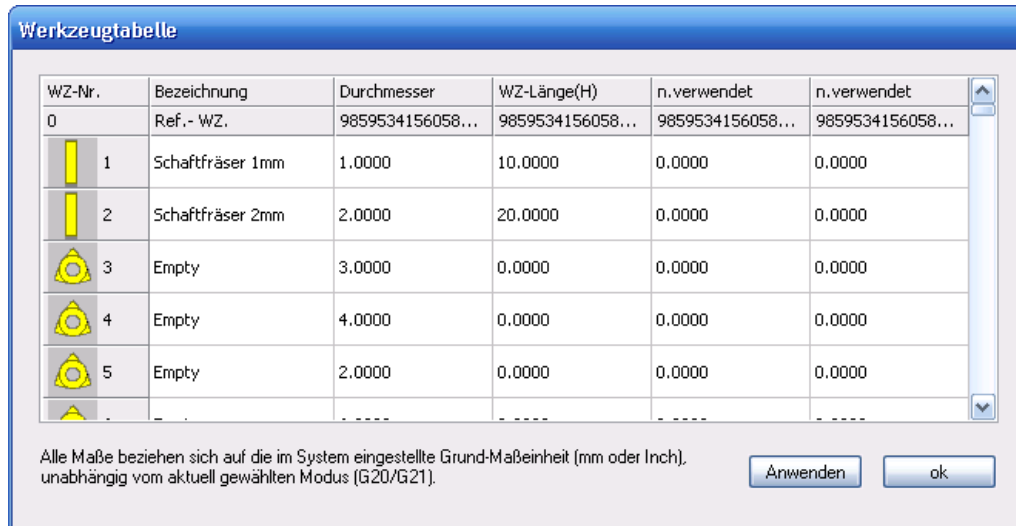 Werkzeugtabelle
WZ-Nr. Bezeichnung Durchmesser WZ-Länge(H) n.verwendet n.verwendet
0 Ref.- WZ. 9859534156058... 9859534156058... 9859534156058... 9859534156058...
1 Schaftfräser 1mm 1.0000 10.0000 0.0000 0.0000
2 Schaftfräser 2mm 2.0000 20.0000 0.0000 0.0000
3 Empty 3.0000 0.0000 0.0000 0.0000
4 Empty 4.0000 0.0000 0.0000 0.0000
5 Empty 2.0000 0.0000 0.0000 0.0000
Alle Maße beziehen sich auf die im System eingestellte Grund-Maßeinheit (mm oder Inch),
unabhängig vom aktuell gewählten Modus (G20/G21).
Anwenden ok